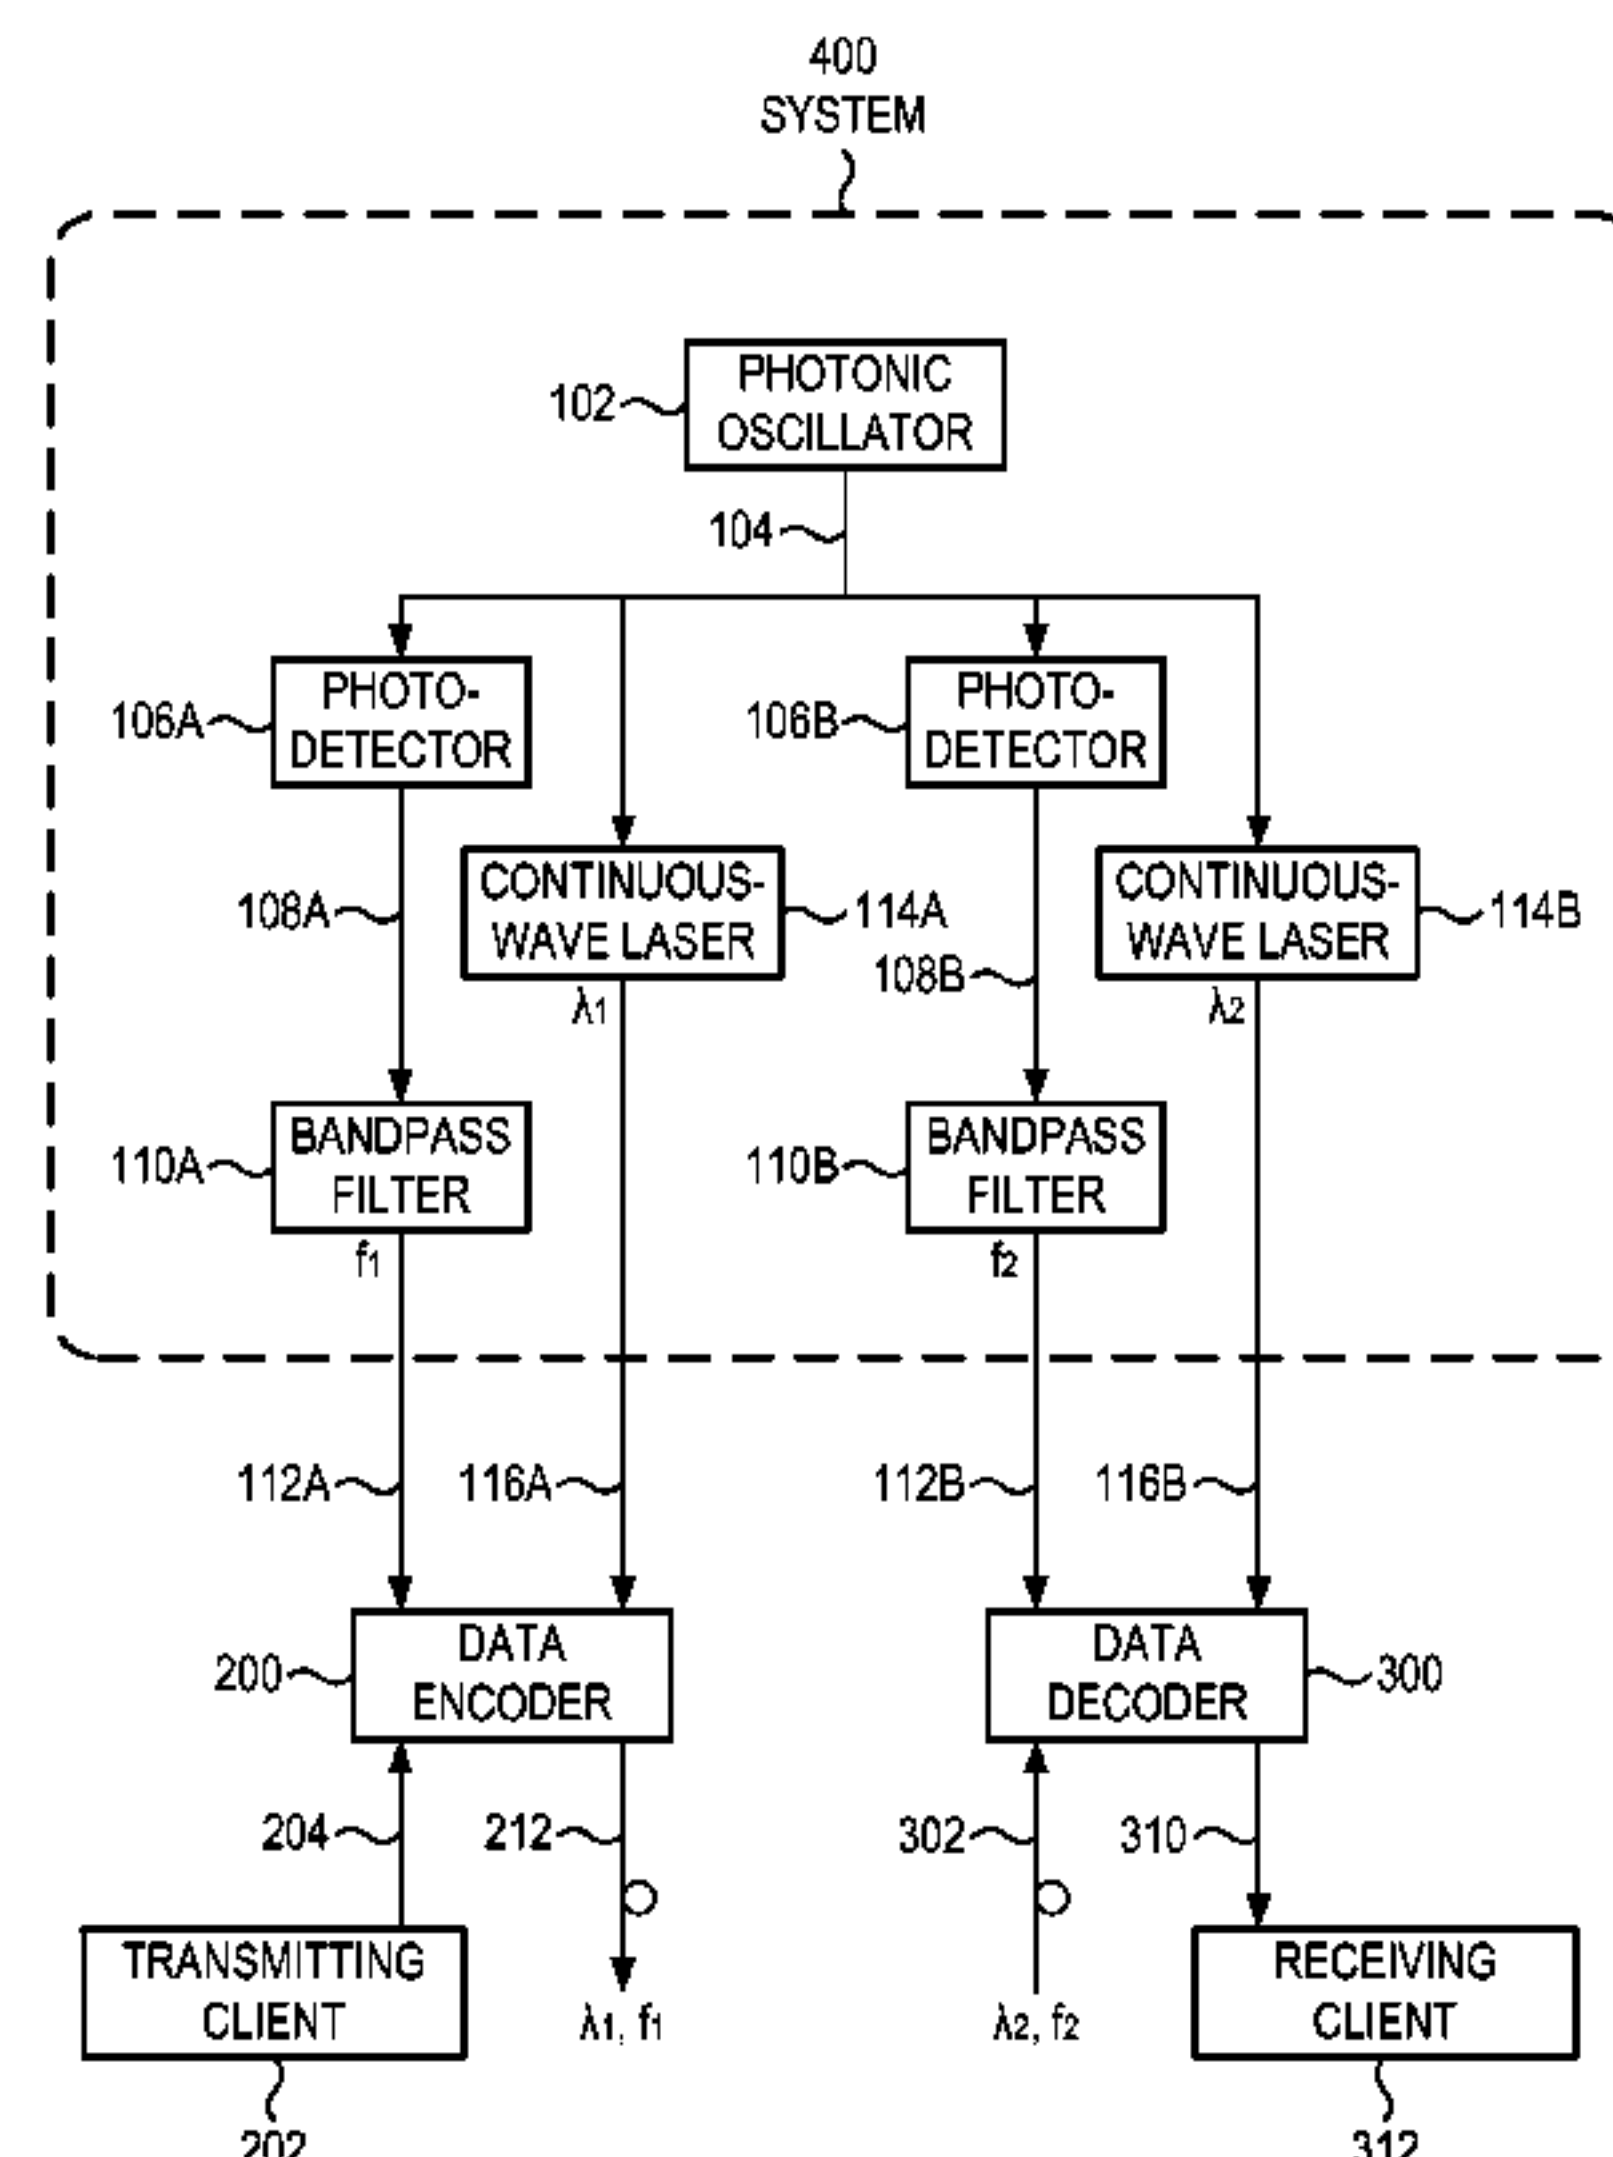 400
SYSTEM
102
PHOTONIC
OSCILLATOR
104
106A
PHOTO-
DETECTOR
106B
PHOTO-
DETECTOR
108A
CONTINUOUS-
WAVE LASER
114A
108B
CONTINUOUS-
WAVE LASER
114B
λ1
λ2
110A
BANDPASS
FILTER
110B
BANDPASS
FILTER
f1
f2
112A
116A
112B
116B
200
DATA
ENCODER
DATA
DECODER
300
204
212
302
310
TRANSMITTING
CLIENT
λ1, f1
λ2, f2
RECEIVING
CLIENT
202
312